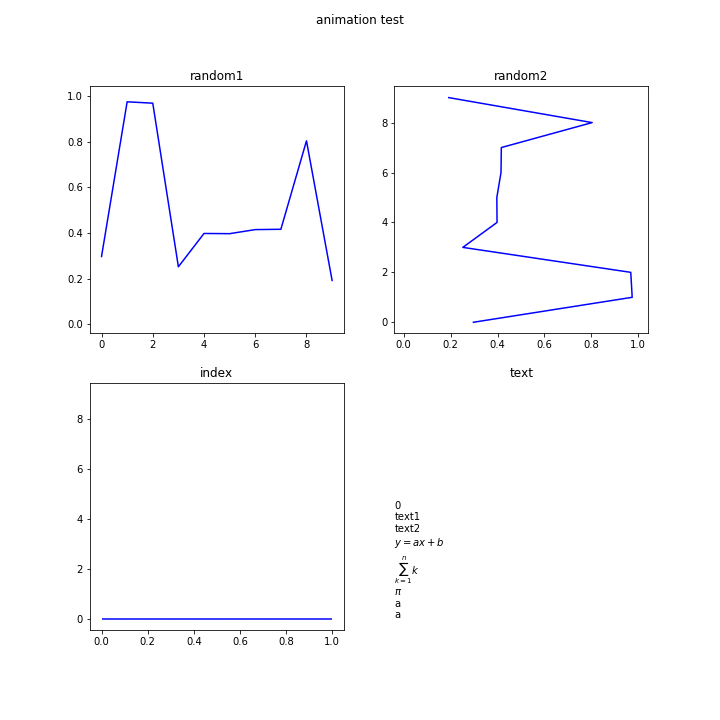 animation test
random1
1.0
0.8
0.6
0.4
0.2
0.0
0 2 4 6 8
random2
8
6
4
2
0
0.0 0.2 0.4 0.6 0.8 1.0
index
8
6
4
2
0
0.0 0.2 0.4 0.6 0.8 1.0
text
0
text1
text2
y = ax + b
n
∑ k
k = 1
π
a
a